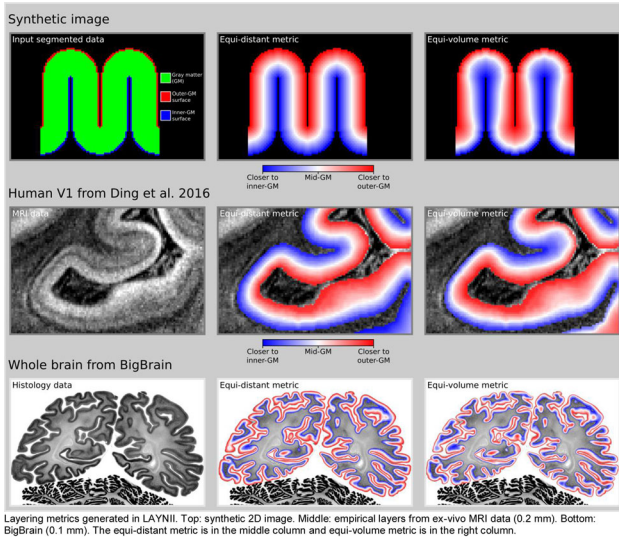 Synthetic image
Input segmented data
Equi-distant metric
Equi-volume metric
Gray matter
(GM)
Outer-GM
surface
Inner-GM
surface
Closer to
inner-GM
Mid-GM
Closer to
outer-GM
Human V1 from Ding et al. 2016
MRI data
Equi-distant metric
Equi-volume metric
Closer to
inner-GM
Mid-GM
Closer to
outer-GM
Whole brain from BigBrain
Histology data
Equi-distant metric
Equi-volume metric
Layering metrics generated in LAYNII. Top: synthetic 2D image. Middle: empirical layers from ex-vivo MRI data (0.2 mm). Bottom:
BigBrain (0.1 mm). The equi-distant metric is in the middle column and equi-volume metric is in the right column.